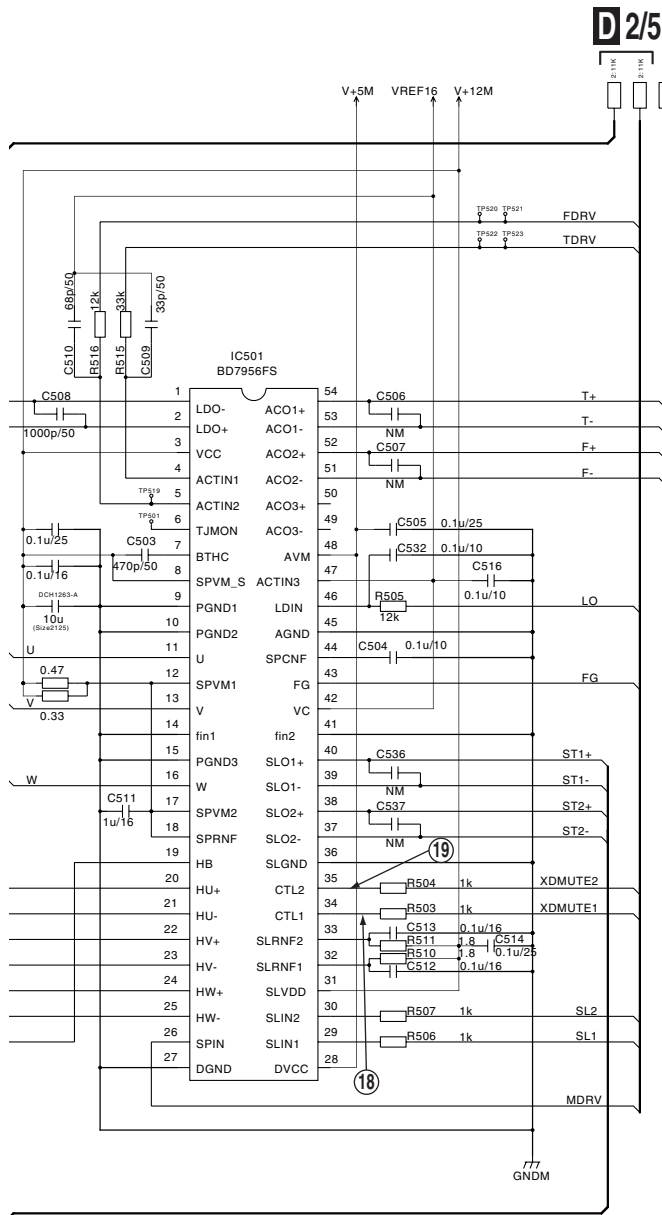 D 2/5
2: 11K
2: 11K
V+5M VREF16 V+12M
TP520 TP521
FDRV
TP522 TP523
TDRV
68p/50
12k
33k
33p/50
C510
R516
R515
C509
IC501
BD7956FS
1 LDO-
2 LDO+
3 VCC
4 ACTIN1
5 ACTIN2
6 TJMON
7 BTHC
8 SPVM_S
9 PGND1
10 PGND2
11 U
12 SPVM1
13 V
14 fin1
15 PGND3
16 W
17 SPVM2
18 SPRNF
19 HB
20 HU+
21 HU-
22 HV+
23 HV-
24 HW+
25 HW-
26 SPIN
27 DGND
54 ACO1+
53 ACO1-
52 ACO2+
51 ACO2-
50 ACO3+
49 ACO3-
48 AVM
47 ACTIN3
46 LDIN
45 AGND
44 SPCNF
43 FG
42 VC
41 fin2
40 SLO1+
39 SLO1-
38 SLO2+
37 SLO2-
36 SLGND
35 CTL2
34 CTL1
33 SLRNF2
32 SLRNF1
31 SLVDD
30 SLIN2
29 SLIN1
28 DVCC
C508
1000p/50
TP519
TP501
0.1u/25
C503
470p/50
0.1u/16
DCH1263-A
10u
(Size2125)
U
0.47
V
0.33
W
C511
1u/16
C506
NM
C507
NM
T+
T-
F+
F-
C505 0.1u/25
C532 0.1u/10
C516
0.1u/10
R505
12k
LO
C504 0.1u/10
FG
C536
NM
C537
NM
ST1+
ST1-
ST2+
ST2-
19
R504 1k XDMUTE2
R503 1k XDMUTE1
C513 0.1u/16
R511 1.8 C514
R510 1.8 0.1u/25
C512 0.1u/16
R507 1k SL2
R506 1k SL1
18
MDRV
GNDM